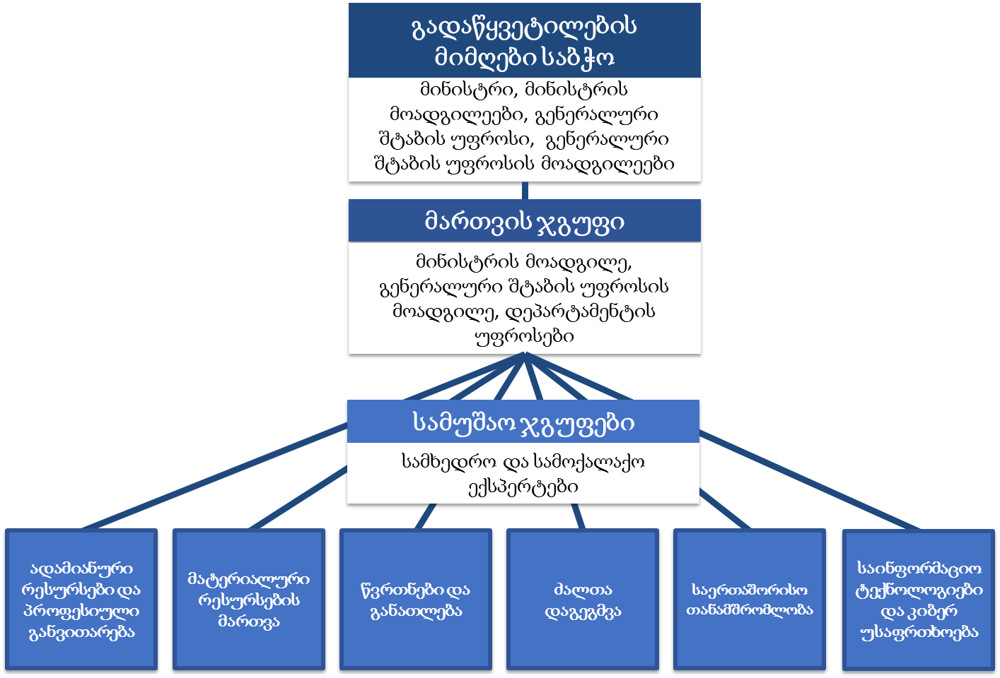 გადაწყვეტილების
მიმღები საბჭო
მინისტრი, მინისტრის
მოადგილეები, გენერალური
შტაბის უფროსი, გენერალური
შტაბის უფროსის მოადგილეები
მართვის ჯგუფი
მინისტრის მოადგილე,
გენერალური შტაბის უფროსის
მოადგილე, დეპარტამენტის
უფროსები
სამუშაო ჯგუფები
სამხედრო და სამოქალაქო
ექსპერტები
ადამიანური
რესურსები და
პროფესიული
განვითარება
მატერიალური
რესურსების
მართვა
წვრთნები და
განათლება
ძალთა
დაგეგმვა
საერთაშორისო
თანამშრომლობა
საინფორმაციო
ტექნოლოგიები
და კიბერ
უსაფრთხოება